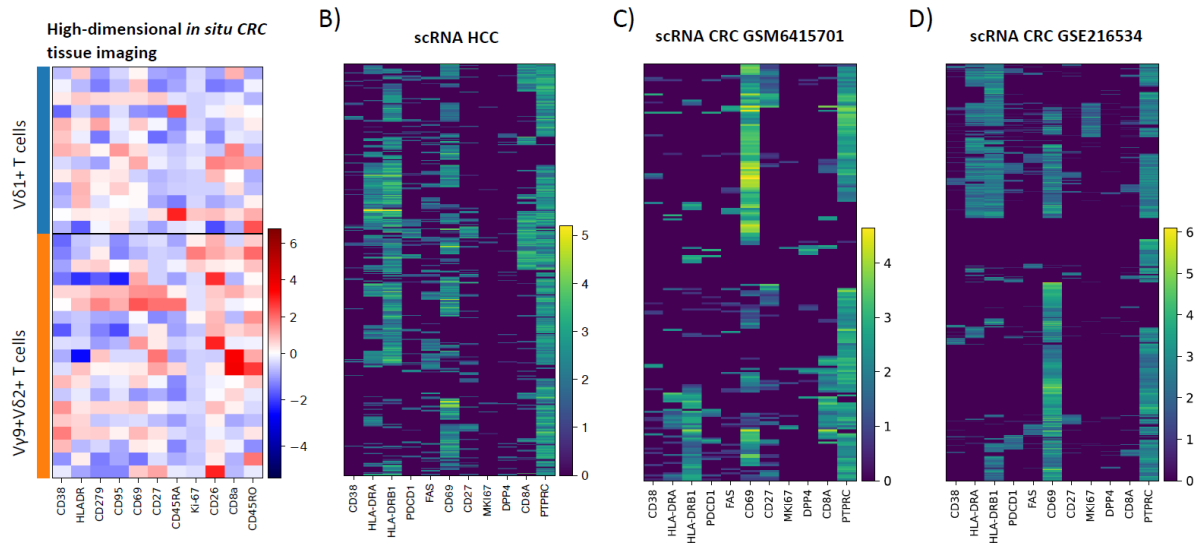 High-dimensional in situ CRC
tissue imaging
Vδ1+ T cells
Vγ9+Vδ2+ T cells
6
4
2
0
−2
−4
CD38
HLADR
CD279
CD95
CD69
CD27
CD45RA
Ki-67
CD26
CD8a
CD45RO
B)
scRNA HCC
5
4
3
2
1
0
CD38
HLA-DRA
HLA-DRB1
PDCD1
FAS
CD69
CD27
MKI67
DPP4
CD8A
PTPRC
C)
scRNA CRC GSM6415701
4
3
2
1
0
CD38
HLA-DRA
HLA-DRB1
PDCD1
FAS
CD69
CD27
MKI67
DPP4
CD8A
PTPRC
D)
scRNA CRC GSE216534
6
5
4
3
2
1
0
CD38
HLA-DRA
HLA-DRB1
PDCD1
FAS
CD69
CD27
MKI67
DPP4
CD8A
PTPRC